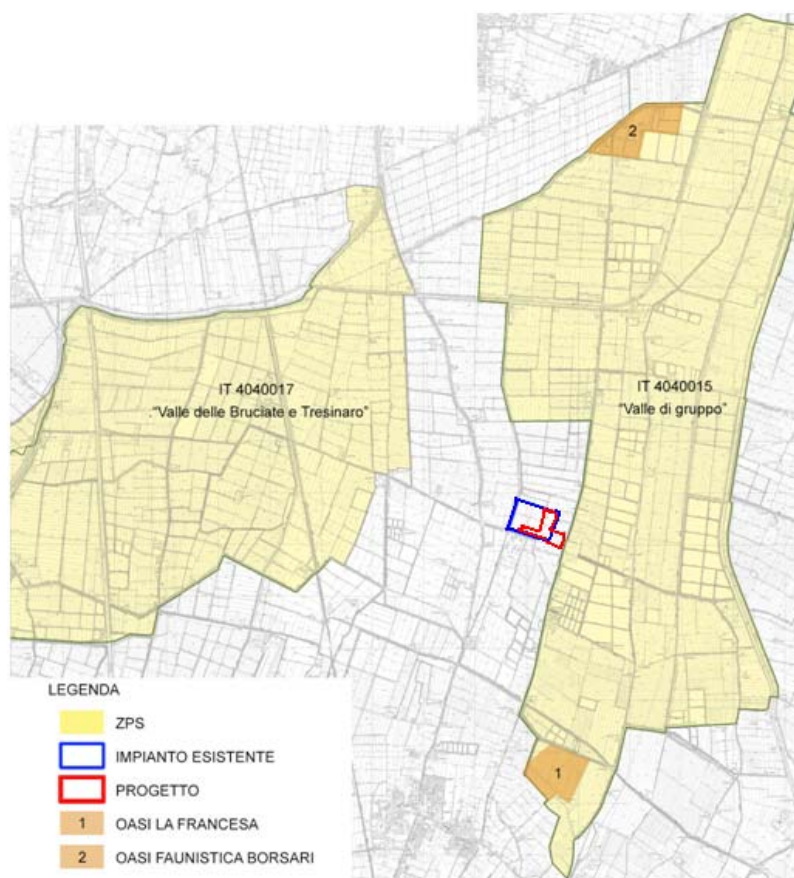 2
IT 4040017
."Valle delle Bruciate e Tresinaro"
IT 4040015
"Valle di gruppo"
1
LEGENDA
ZPS
IMPIANTO ESISTENTE
PROGETTO
1 OASI LA FRANCESA
2 OASI FAUNISTICA BORSARI